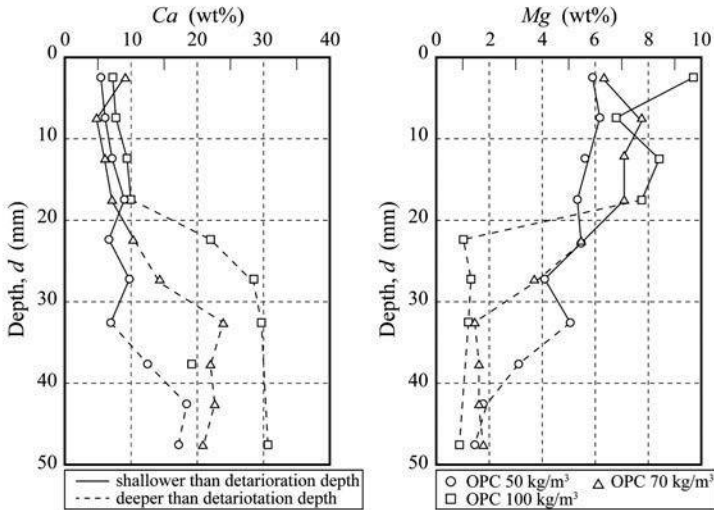 Ca (wt%)
0 10 20 30 40
Depth, d (mm)
0
10
20
30
40
50
shallower than detarioration depth
deeper than detariotation depth
Mg (wt%)
0 2 4 6 8 10
Depth, d (mm)
0
10
20
30
40
50
OPC 50 kg/m³ OPC 70 kg/m³
OPC 100 kg/m³